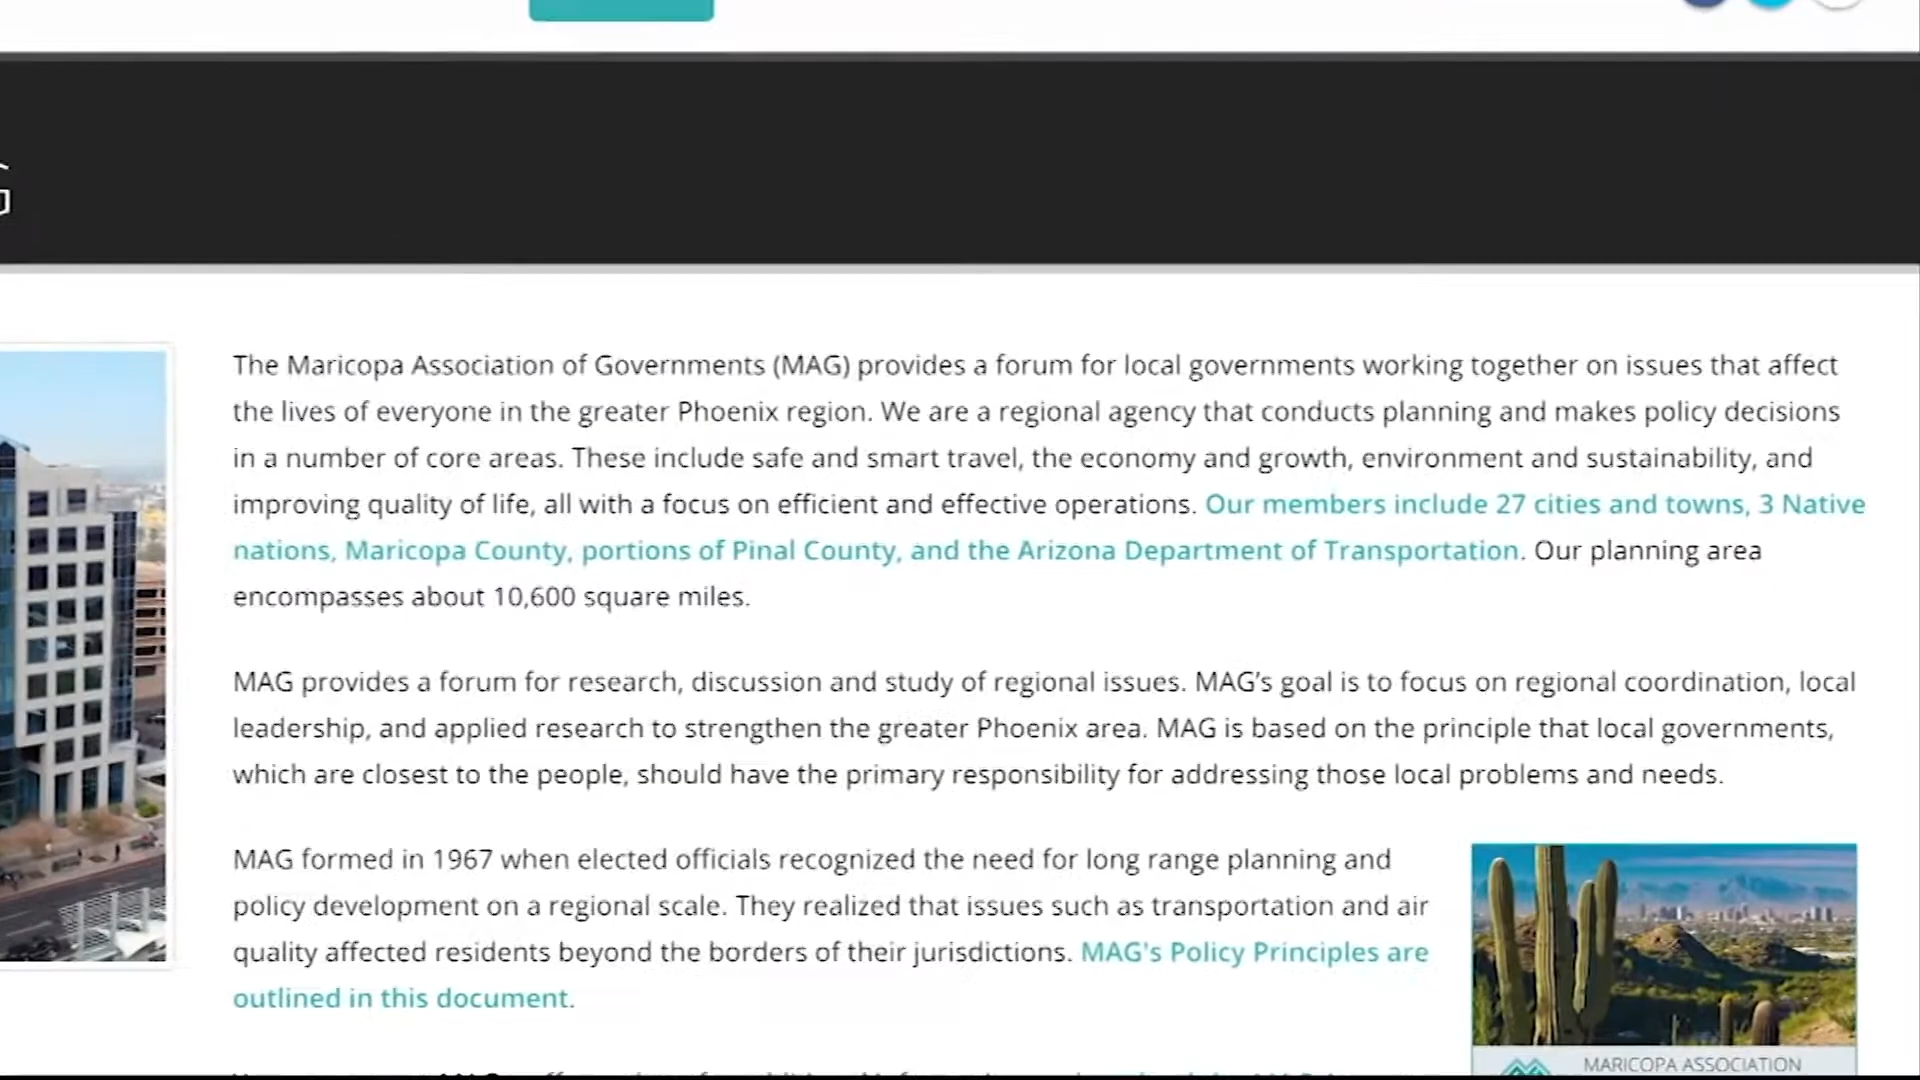 G
The Maricopa Association of Governments (MAG) provides a forum for local governments working together on issues that affect
the lives of everyone in the greater Phoenix region. We are a regional agency that conducts planning and makes policy decisions
in a number of core areas. These include safe and smart travel, the economy and growth, environment and sustainability, and
improving quality of life, all with a focus on efficient and effective operations. Our members include 27 cities and towns, 3 Native
nations, Maricopa County, portions of Pinal County, and the Arizona Department of Transportation. Our planning area
encompasses about 10,600 square miles.
MAG provides a forum for research, discussion and study of regional issues. MAG’s goal is to focus on regional coordination, local
leadership, and applied research to strengthen the greater Phoenix area. MAG is based on the principle that local governments,
which are closest to the people, should have the primary responsibility for addressing those local problems and needs.
MAG formed in 1967 when elected officials recognized the need for long range planning and
policy development on a regional scale. They realized that issues such as transportation and air
quality affected residents beyond the borders of their jurisdictions. MAG's Policy Principles are
outlined in this document.
MARICOPA ASSOCIATION